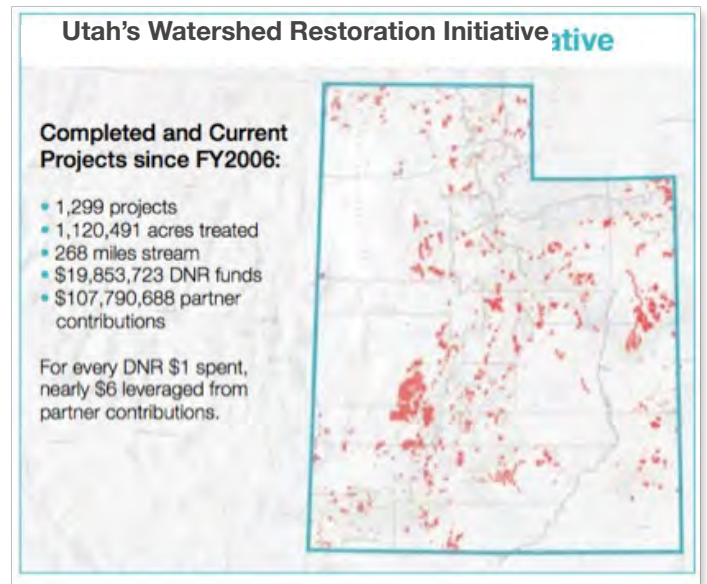 Utah's Watershed Restoration Initiative
ative
Completed and Current
Projects since FY2006:
• 1,299 projects
• 1,120,491 acres treated
• 268 miles stream
• $19,853,723 DNR funds
• $107,790,688 partner
contributions
For every DNR $1 spent,
nearly $6 leveraged from
partner contributions.